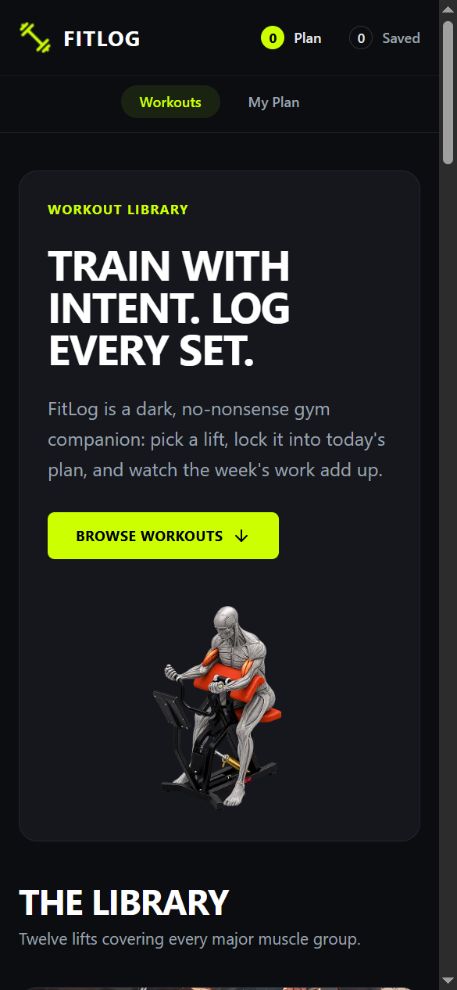 FITLOG
0 Plan
0 Saved
Workouts
My Plan
WORKOUT LIBRARY
TRAIN WITH
INTENT. LOG
EVERY SET.
FitLog is a dark, no-nonsense gym
companion: pick a lift, lock it into today's
plan, and watch the week's work add up.
BROWSE WORKOUTS ↓
THE LIBRARY
Twelve lifts covering every major muscle group.